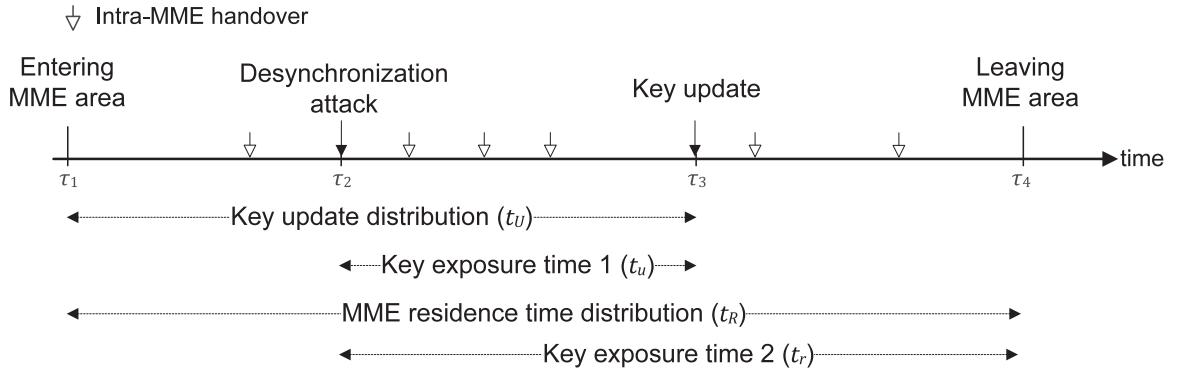 Intra-MME handover
Entering
MME area
Desynchronization
attack
Key update
Leaving
MME area
time
τ1
τ2
τ3
τ4
Key update distribution (tU)
Key exposure time 1 (tu)
MME residence time distribution (tR)
Key exposure time 2 (tr)